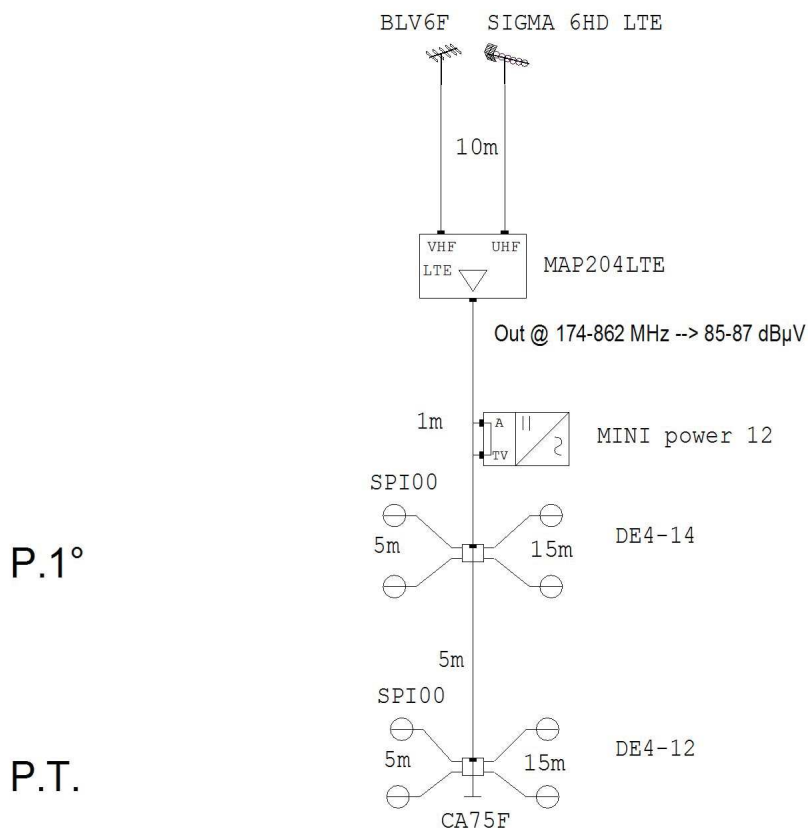 BLV6F SIGMA 6HD LTE
10m
VHF UHF
LTE
MAP204LTE
Out @ 174-862 MHz --> 85-87 dBµV
1m
A
TV
MINI power 12
SPI00
5m
15m
DE4-14
P.1°
5m
SPI00
5m
15m
DE4-12
P.T.
CA75F